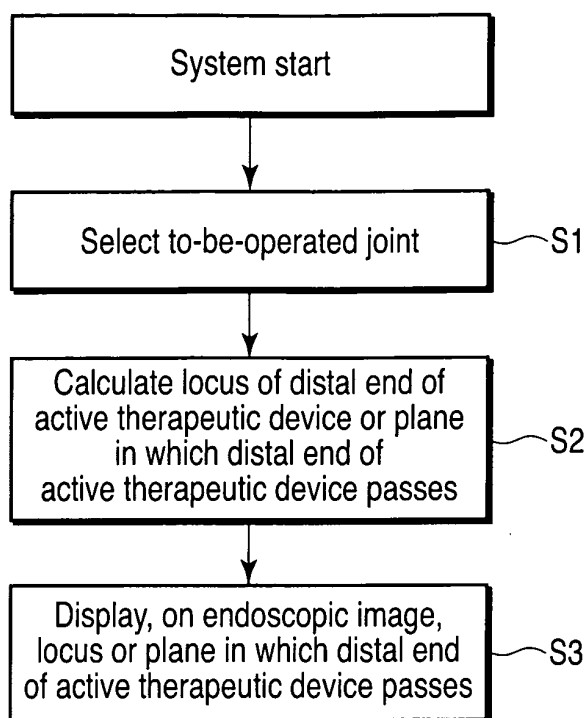 System start
Select to-be-operated joint
S1
Calculate locus of distal end of
active therapeutic device or plane
in which distal end of
active therapeutic device passes
S2
Display, on endoscopic image,
locus or plane in which distal end
of active therapeutic device passes
S3